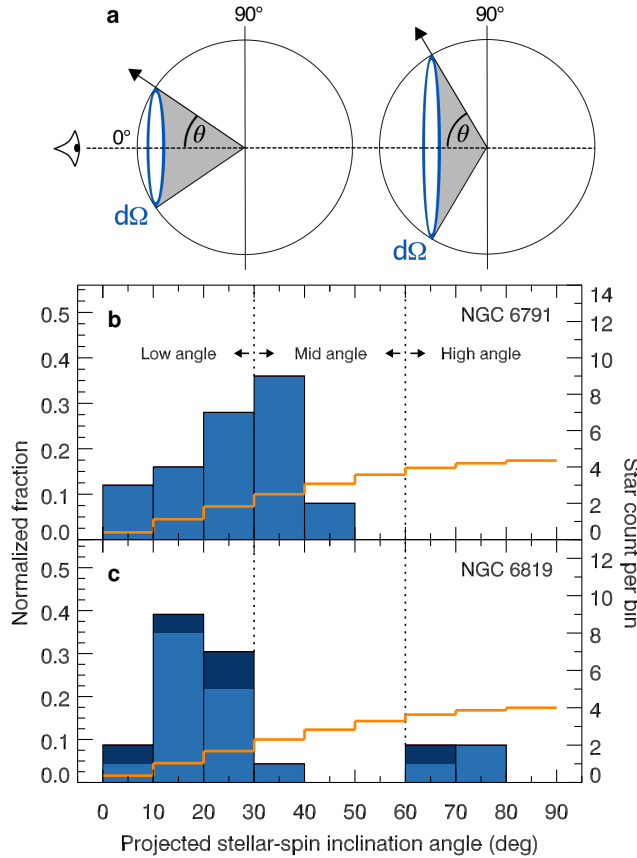 a
90°
90°
0°
θ
θ
dΩ
dΩ
b
NGC 6791
Low angle
Mid angle
High angle
0.5
0.4
0.3
0.2
0.1
0.0
14
12
10
8
6
4
2
0
Normalized fraction
Star count per bin
c
NGC 6819
0.5
0.4
0.3
0.2
0.1
0.0
12
10
8
6
4
2
0
0 10 20 30 40 50 60 70 80 90
Projected stellar-spin inclination angle (deg)